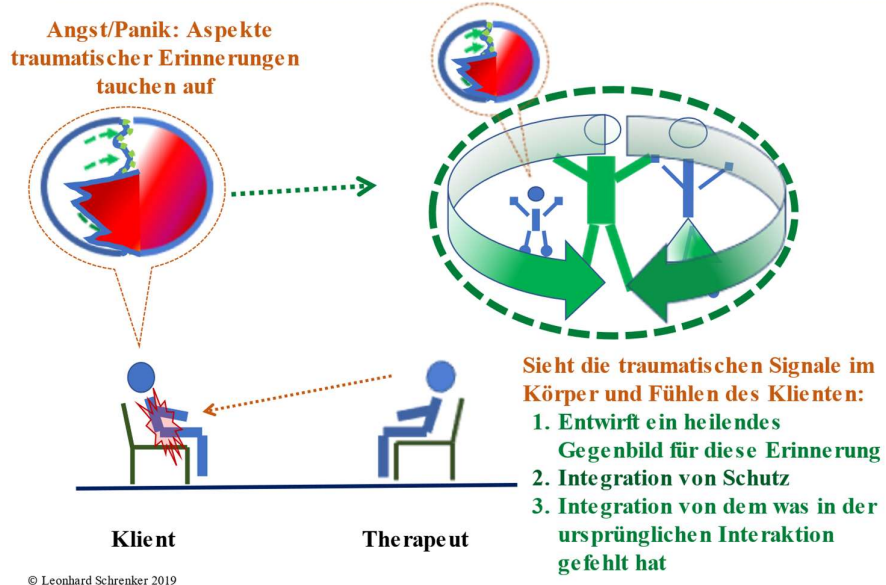 Angst/Panik: Aspekte
traumatischer Erinnerungen
tauchen auf
Sieht die traumatischen Signale im
Körper und Fühlen des Klienten:
1. Entwirft ein heilendes
Gegenbild für diese Erinnerung
2. Integration von Schutz
3. Integration von dem was in der
ursprünglichen Interaktion
gefehlt hat
Klient
Therapeut
© Leonhard Schrenker 2019